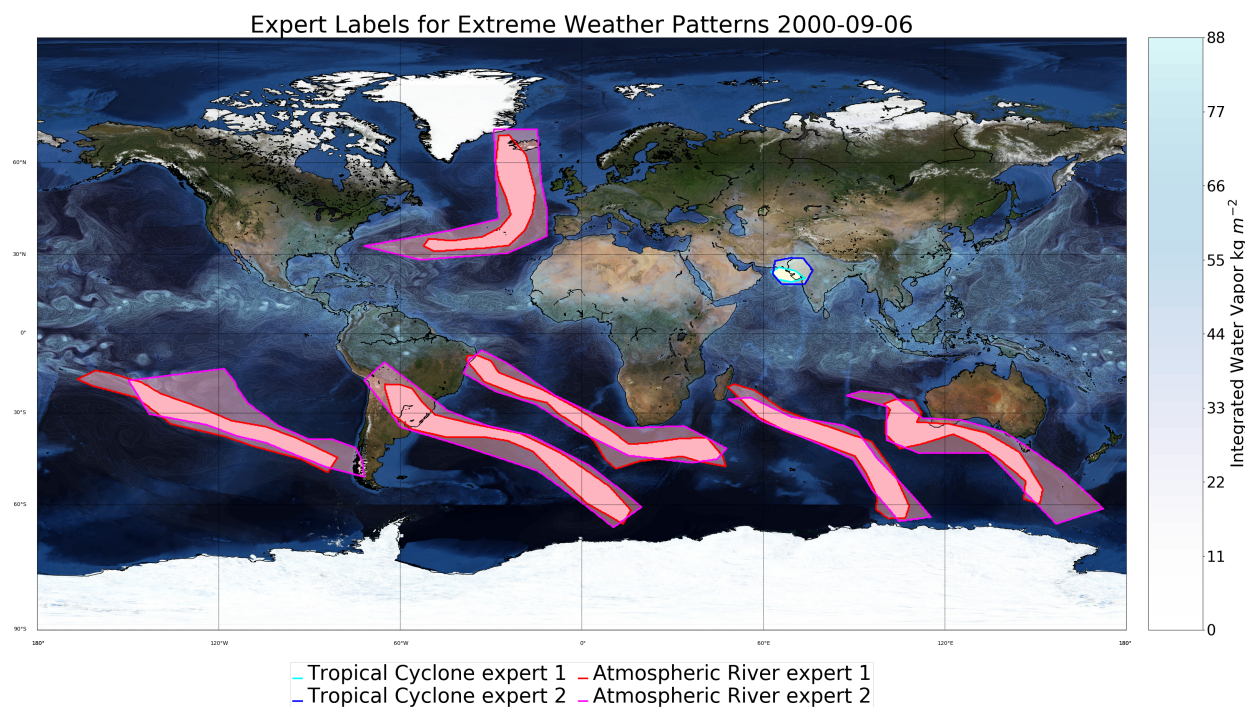 Expert Labels for Extreme Weather Patterns 2000-09-06
60°N
30°N
0°
30°S
60°S
90°S
180°
120°W
60°W
0°
60°E
120°E
180°
88
77
66
55
44
33
22
11
0
Integrated Water Vapor kg $m^{-2}$
Tropical Cyclone expert 1
Tropical Cyclone expert 2
Atmospheric River expert 1
Atmospheric River expert 2